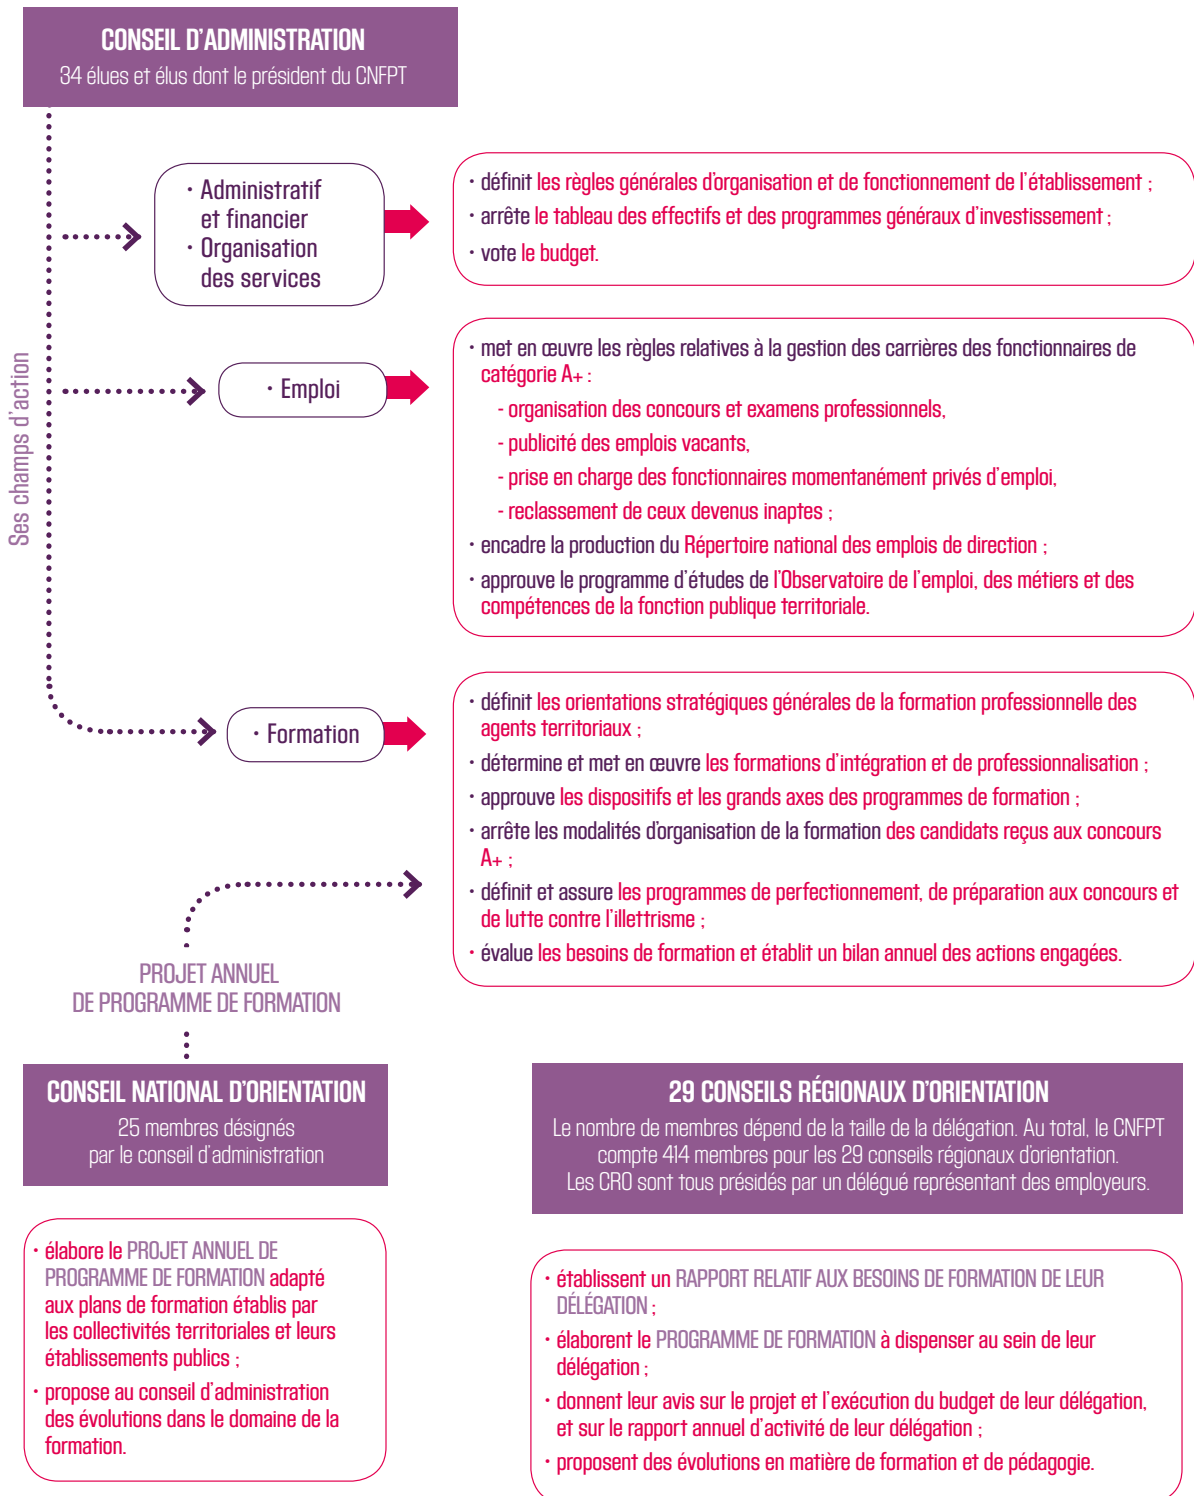 CONSEIL D'ADMINISTRATION
34 élues et élus dont le président du CNFPT
Ses champs d'action
· Administratif
et financier
· Organisation
des services
· définit les règles générales d'organisation et de fonctionnement de l'établissement ;
· arrête le tableau des effectifs et des programmes généraux d'investissement ;
· vote le budget.
· Emploi
· met en œuvre les règles relatives à la gestion des carrières des fonctionnaires de
catégorie A+ :
- organisation des concours et examens professionnels,
- publicité des emplois vacants,
- prise en charge des fonctionnaires momentanément privés d'emploi,
- reclassement de ceux devenus inaptes ;
· encadre la production du Répertoire national des emplois de direction ;
· approuve le programme d'études de l'Observatoire de l'emploi, des métiers et des
compétences de la fonction publique territoriale.
· Formation
· définit les orientations stratégiques générales de la formation professionnelle des
agents territoriaux ;
· détermine et met en œuvre les formations d'intégration et de professionnalisation ;
· approuve les dispositifs et les grands axes des programmes de formation ;
· arrête les modalités d'organisation de la formation des candidats reçus aux concours
A+ ;
· définit et assure les programmes de perfectionnement, de préparation aux concours et
de lutte contre l'illettrisme ;
· évalue les besoins de formation et établit un bilan annuel des actions engagées.
PROJET ANNUEL
DE PROGRAMME DE FORMATION
CONSEIL NATIONAL D'ORIENTATION
25 membres désignés
par le conseil d'administration
· élabore le PROJET ANNUEL DE
PROGRAMME DE FORMATION adapté
aux plans de formation établis par
les collectivités territoriales et leurs
établissements publics ;
· propose au conseil d'administration
des évolutions dans le domaine de la
formation.
29 CONSEILS RÉGIONAUX D'ORIENTATION
Le nombre de membres dépend de la taille de la délégation. Au total, le CNFPT
compte 414 membres pour les 29 conseils régionaux d'orientation.
Les CRO sont tous présidés par un délégué représentant des employeurs.
· établissent un RAPPORT RELATIF AUX BESOINS DE FORMATION DE LEUR
DÉLÉGATION ;
· élaborent le PROGRAMME DE FORMATION à dispenser au sein de leur
délégation ;
· donnent leur avis sur le projet et l'exécution du budget de leur délégation,
et sur le rapport annuel d'activité de leur délégation ;
· proposent des évolutions en matière de formation et de pédagogie.